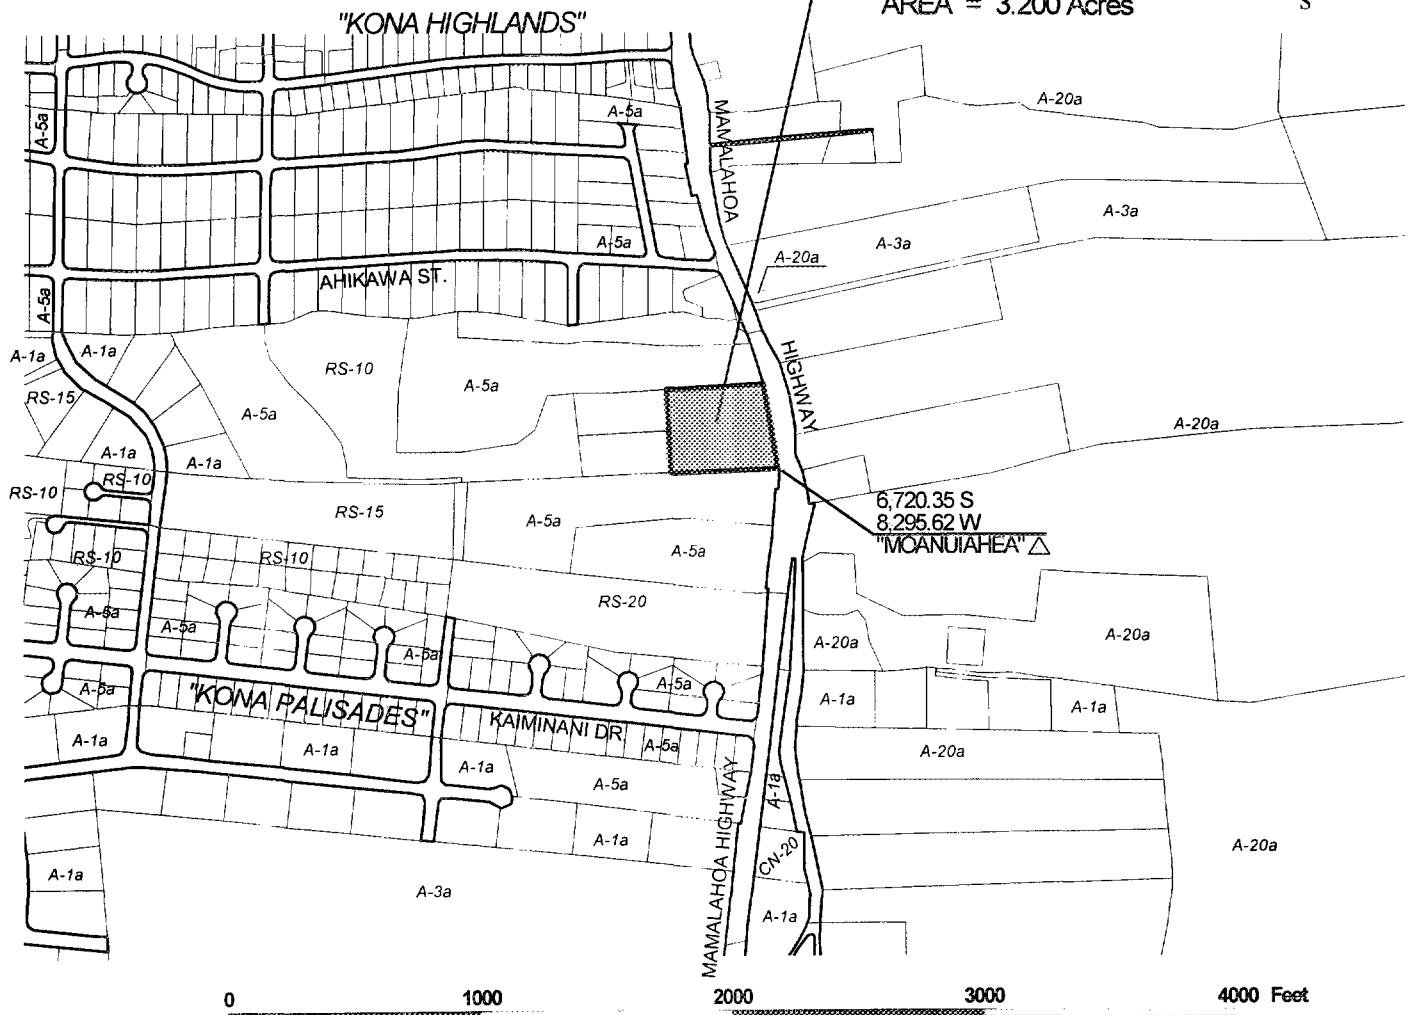 AREA = 3.200 Acres
S
"KONA HIGHLANDS"
A-20a
A-5a
A-5a
MAMALAHOA
A-3a
A-5a
A-3a
A-20a
AHIKAWA ST.
A-5a
HIGHWAY
A-1a
A-1a
RS-10
A-5a
RS-15
A-5a
A-20a
A-1a
A-1a
RS-10
RS-10
6,720.35 S
8,295.62 W
"MOANUIAHEA" △
RS-15
A-5a
A-5a
RS-10
RS-10
RS-20
A-5a
A-5a
A-20a
A-20a
A-5a
A-5a
A-5a
"KONA PALISADES"
KAIMINANI DR
A-1a
A-1a
A-1a
A-1a
A-5a
A-20a
A-1a
A-5a
A-1a
MAMALAHOA HIGHWAY
A-1a
CN-20
A-20a
A-1a
A-3a
A-1a
0 1000 2000 3000 4000 Feet